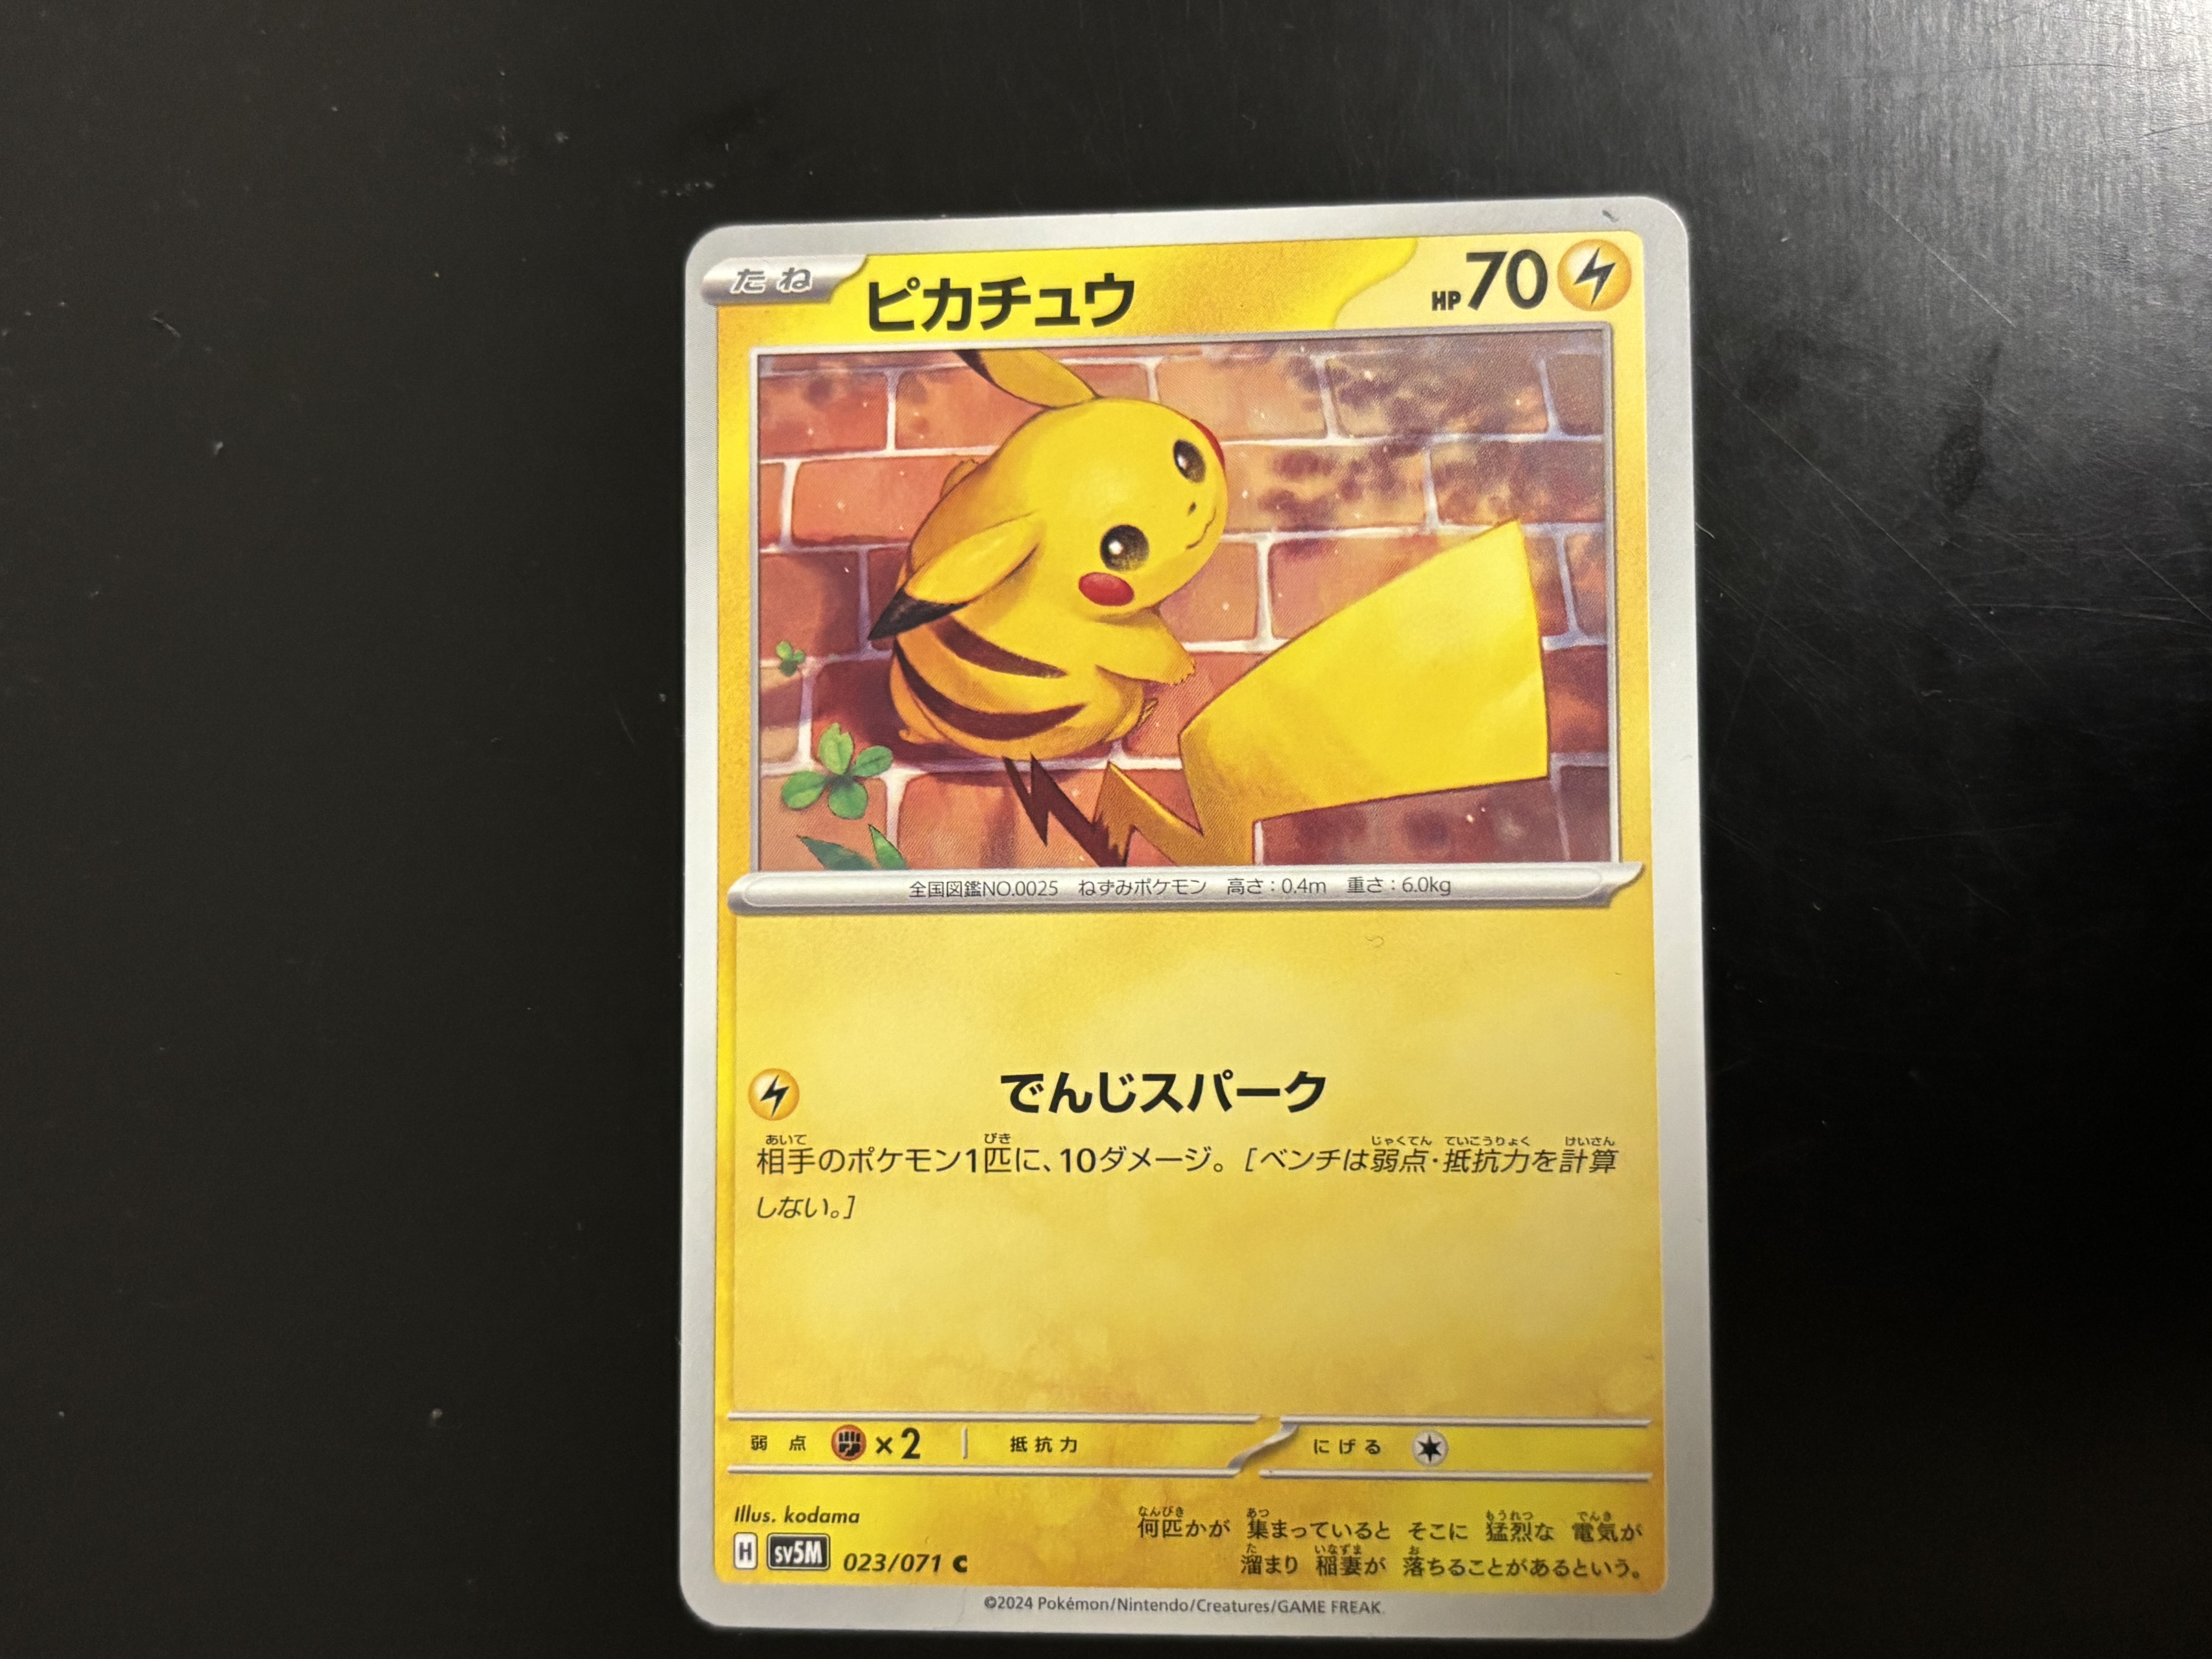 たね
ピカチュウ
HP70
全国図鑑NO.0025 ねずみポケモン 高さ:0.4m 重さ:6.0kg
でんじスパーク
相手のポケモン1匹に、10ダメージ。[ベンチは弱点・抵抗力を計算
しない。]
弱点 ×2 抵抗力 にげる
Illus. kodama
H sv5M 023/071 C
何匹かが 集まっていると そこに 猛烈な 電気が
溜まり 稲妻が 落ちることがあるという。
©2024 Pokémon/Nintendo/Creatures/GAME FREAK.